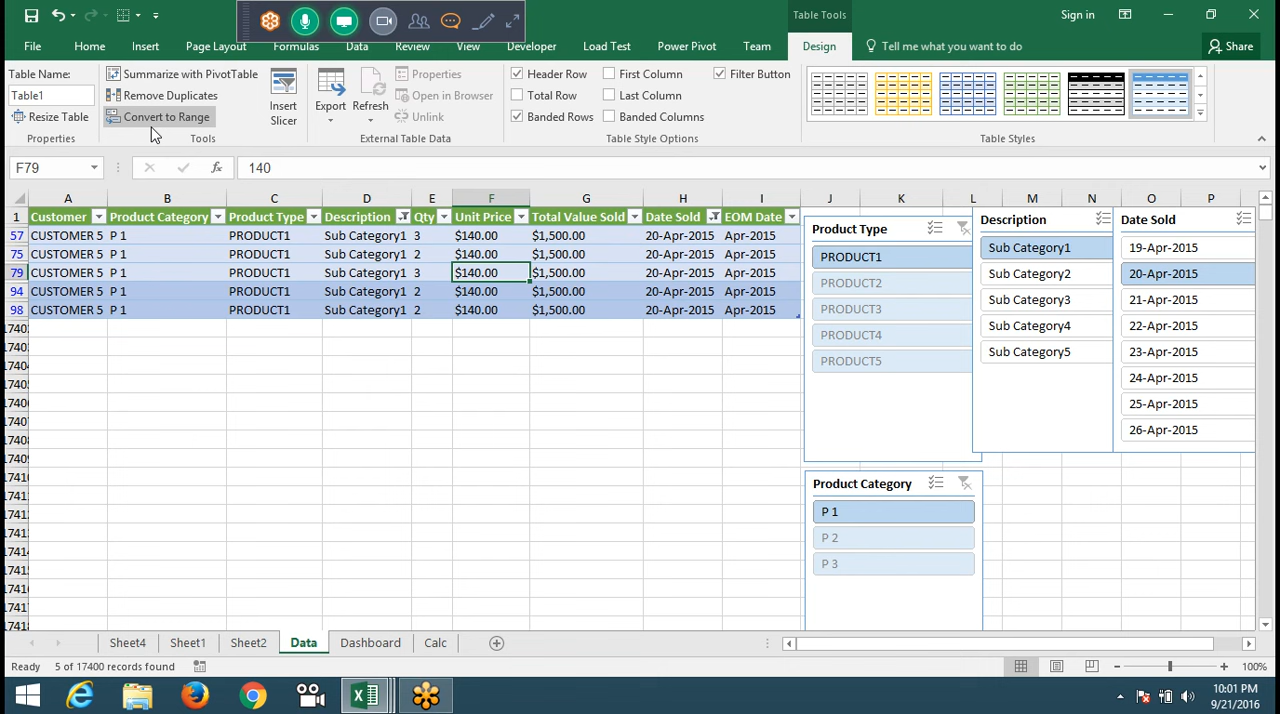 Table Tools
Sign in
File Home Insert Page Layout Formulas Data Review View Developer Load Test Power Pivot Team Design Tell me what you want to do Share
Table Name:
Table1
Resize Table
Properties
Summarize with PivotTable
Remove Duplicates
Convert to Range
Tools
Insert
Slicer
Export Refresh
Properties
Open in Browser
Unlink
External Table Data
Header Row First Column Filter Button
Total Row Last Column
Banded Rows Banded Columns
Table Style Options
Table Styles
F79 fx 140
A B C D E F G H I J K L M N O P
1 Customer Product Category Product Type Description Qty Unit Price Total Value Sold Date Sold EOM Date
57 CUSTOMER 5 P 1 PRODUCT1 Sub Category1 3 $140.00 $1,500.00 20-Apr-2015 Apr-2015
75 CUSTOMER 5 P 1 PRODUCT1 Sub Category1 2 $140.00 $1,500.00 20-Apr-2015 Apr-2015
79 CUSTOMER 5 P 1 PRODUCT1 Sub Category1 3 $140.00 $1,500.00 20-Apr-2015 Apr-2015
94 CUSTOMER 5 P 1 PRODUCT1 Sub Category1 2 $140.00 $1,500.00 20-Apr-2015 Apr-2015
98 CUSTOMER 5 P 1 PRODUCT1 Sub Category1 2 $140.00 $1,500.00 20-Apr-2015 Apr-2015
Product Type
PRODUCT1
PRODUCT2
PRODUCT3
PRODUCT4
PRODUCT5
Description
Sub Category1
Sub Category2
Sub Category3
Sub Category4
Sub Category5
Date Sold
19-Apr-2015
20-Apr-2015
21-Apr-2015
22-Apr-2015
23-Apr-2015
24-Apr-2015
25-Apr-2015
26-Apr-2015
Product Category
P 1
P 2
P 3
Sheet4 Sheet1 Sheet2 Data Dashboard Calc
Ready 5 of 17400 records found 100%
10:01 PM
9/21/2016